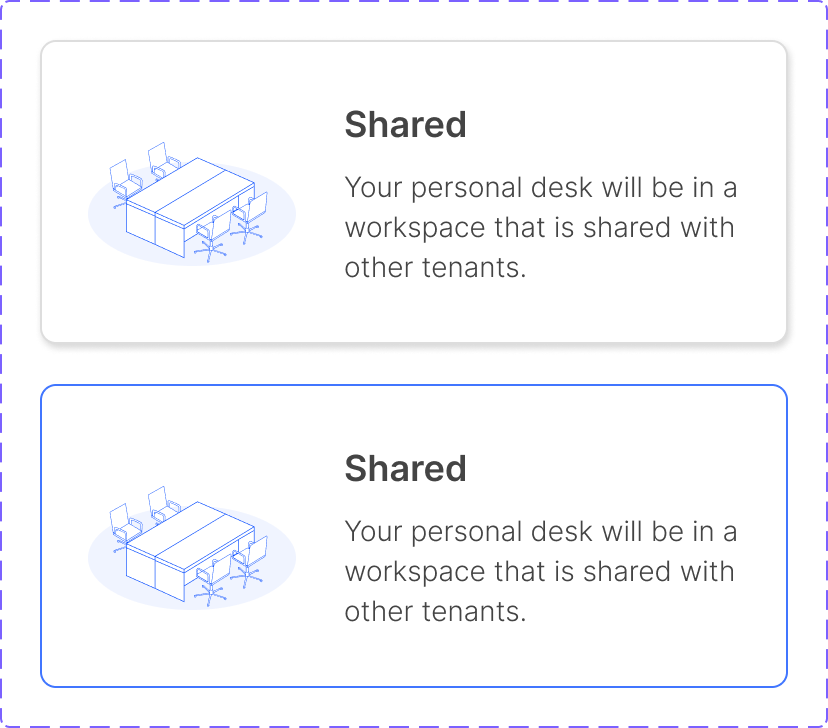 Shared
Your personal desk will be in a
workspace that is shared with
other tenants.
Shared
Your personal desk will be in a
workspace that is shared with
other tenants.